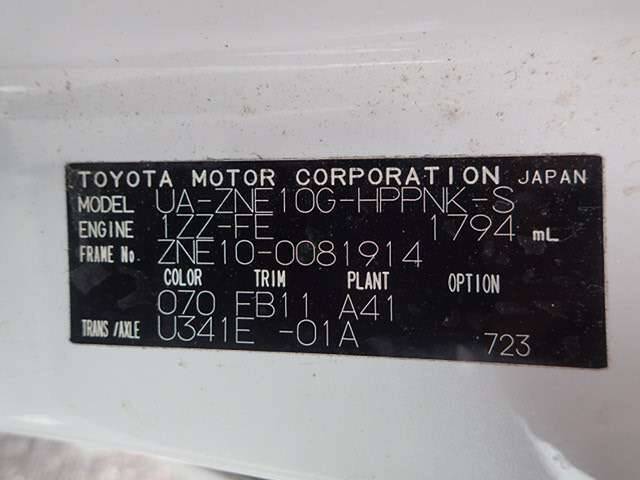 TOYOTA MOTOR CORPORATION JAPAN
MODEL UA-ZNE10G-HPPNK-S
ENGINE 1ZZ-FE 1794 mL
FRAME No. ZNE10-0081914
COLOR TRIM PLANT OPTION
070 FB11 A41
TRANS/AXLE U341E -01A 723